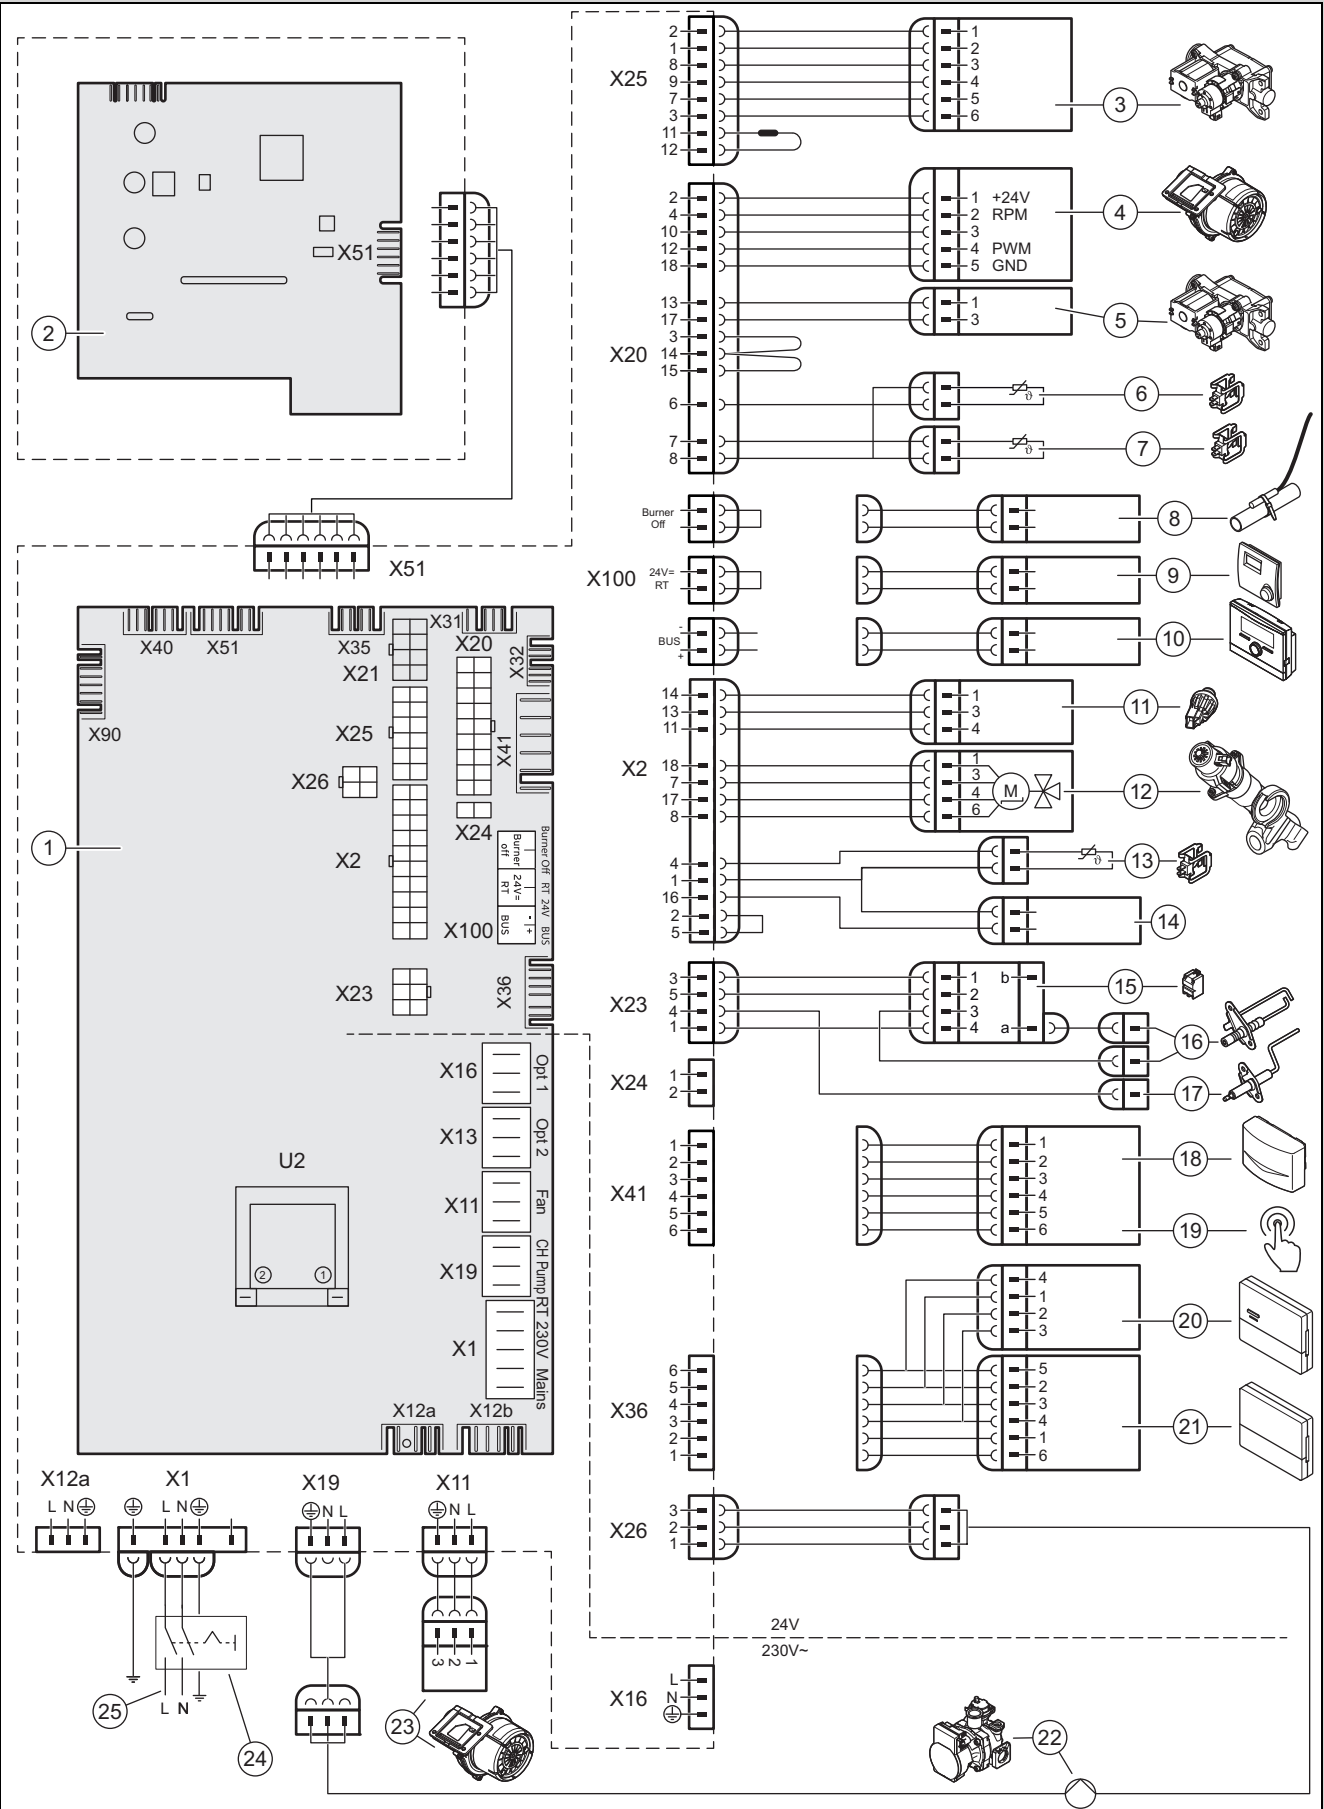 X25
2
1
8
9
7
3
11
12
1
2
3
4
5
6
3
X20
2
4
10
12
18
13
17
3
14
15
6
7
8
1 +24V
2 RPM
3
4 PWM
5 GND
4
1
3
5
ϑ
6
ϑ
7
X51
2
X51
Burner
Off
8
X100
24V=
RT
9
-
BUS
+
10
X2
14
13
11
18
7
17
8
4
1
16
2
5
1
3
4
11
1
3
4
6
M
12
ϑ
13
14
X23
3
5
4
1
1
2
3
4
b
a
15
16
17
X24
1
2
X41
1
2
3
4
5
6
1
2
3
4
5
6
18
19
4
1
2
3
20
X36
6
5
4
3
2
1
5
2
3
4
1
6
21
X26
3
2
1
24V
230V~
X16
L
N
22
1
X40
X51
X35
X31
X20
X32
X21
X90
X25
X41
X26
X24
X2
Burner
off
24V=
RT
- +
BUS
Burner Off RT 24V BUS
X100
X23
X36
X16
Opt 1
X13
Opt 2
X11
Fan
X19
CH Pump
X1
RT 230V Mains
U2
2
1
X12a
X12b
X12a
L N
X1
L N
X19
N L
X11
N L
3 2 1
23
L N
25
24